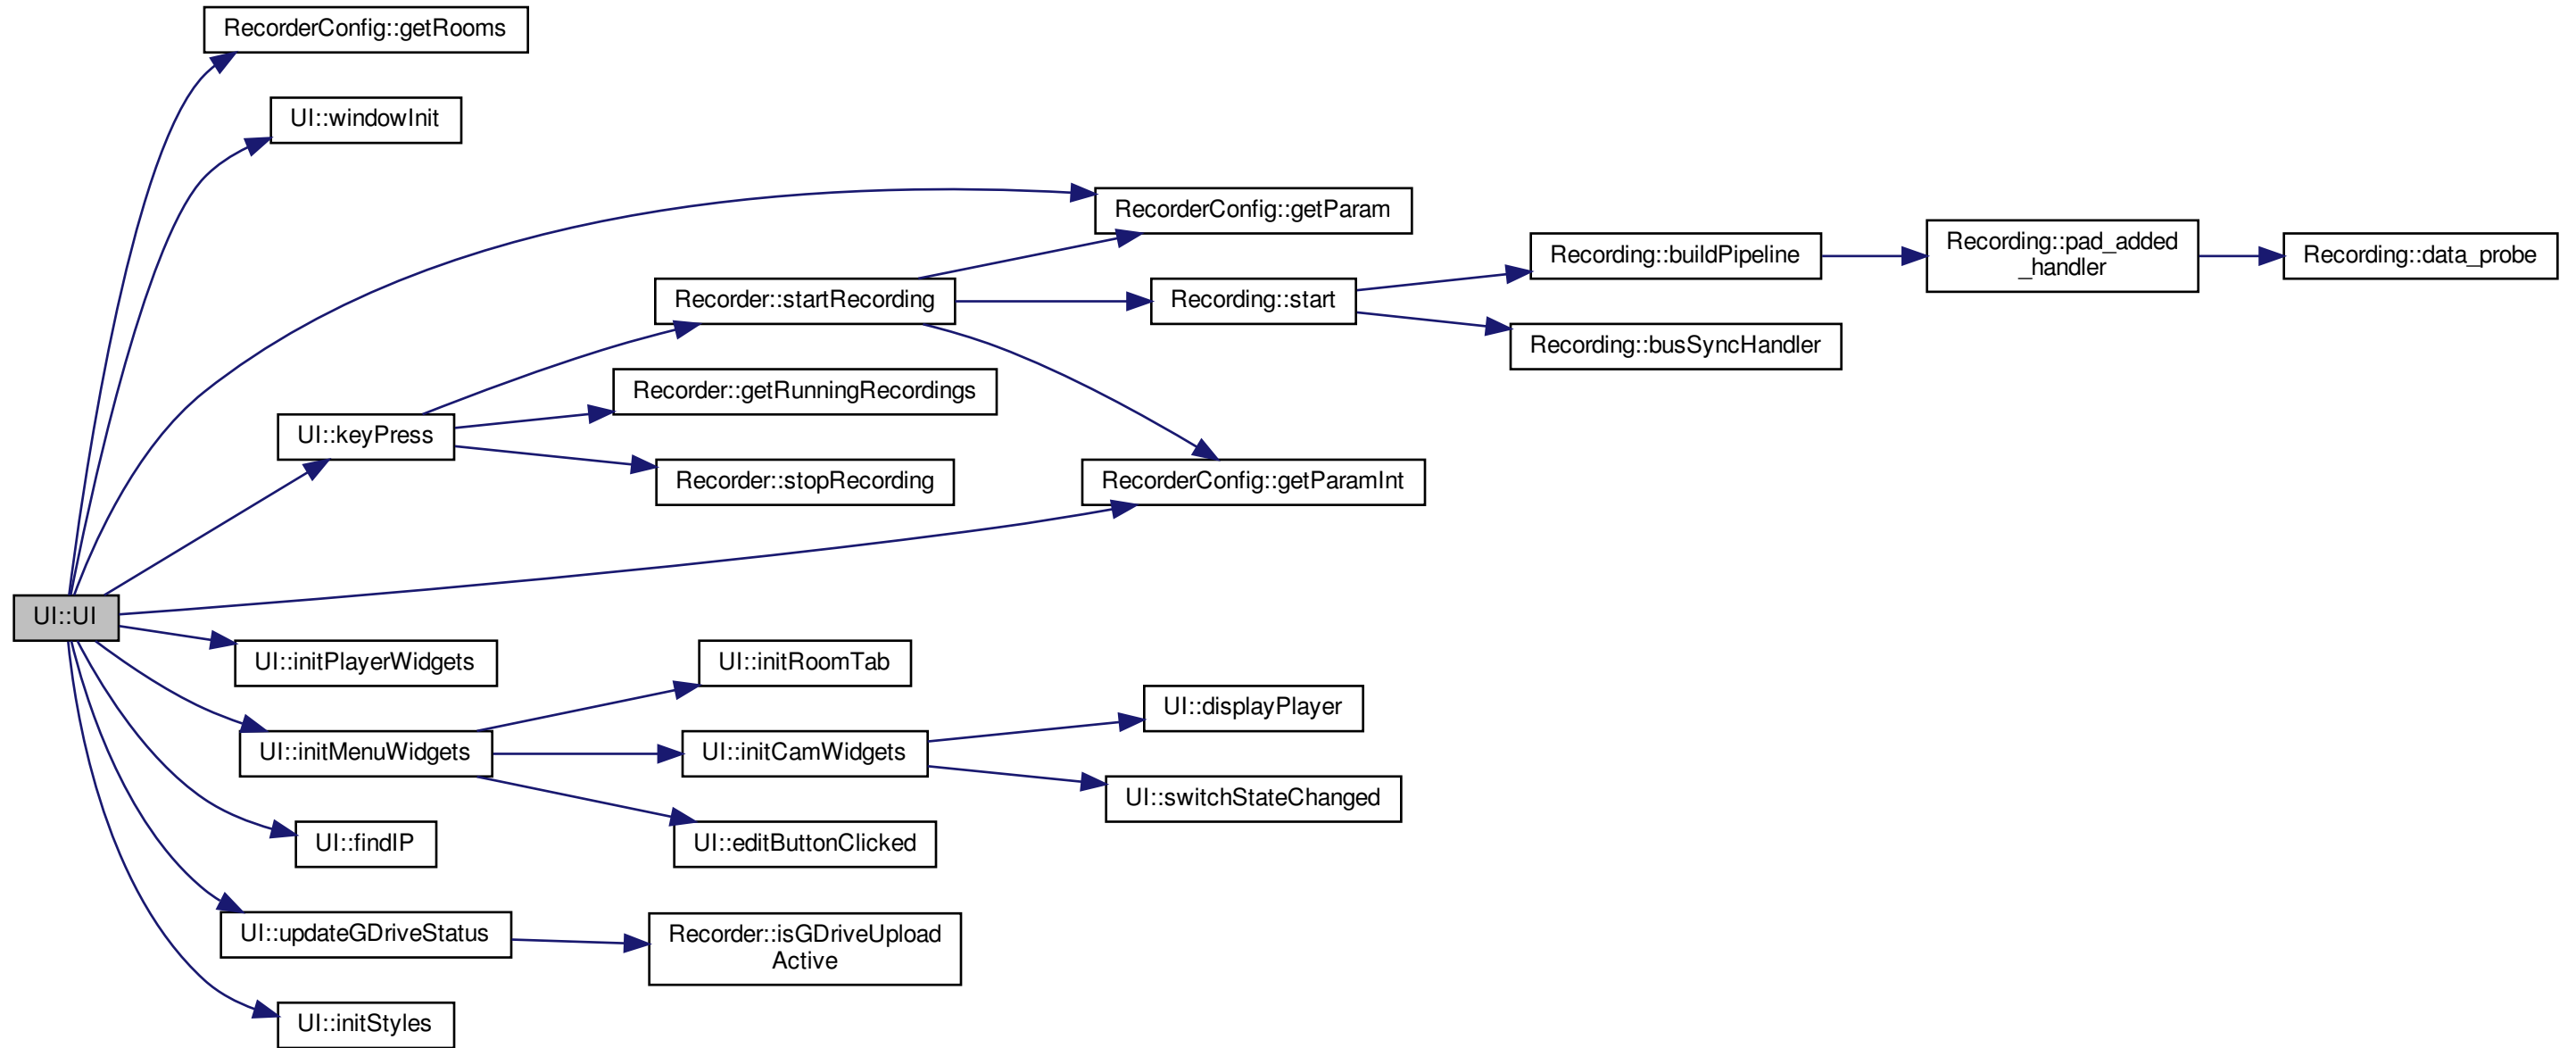 RecorderConfig::getRooms
UI::windowInit
RecorderConfig::getParam
Recording::pad_added
_handler
Recording::buildPipeline
Recording::data_probe
Recorder::startRecording
Recording::start
Recording::busSyncHandler
Recorder::getRunningRecordings
UI::keyPress
Recorder::stopRecording
RecorderConfig::getParamInt
UI::UI
UI::initPlayerWidgets
UI::initRoomTab
UI::displayPlayer
UI::initMenuWidgets
UI::initCamWidgets
UI::switchStateChanged
UI::findIP
UI::editButtonClicked
UI::updateGDriveStatus
Recorder::isGDriveUpload
Active
UI::initStyles